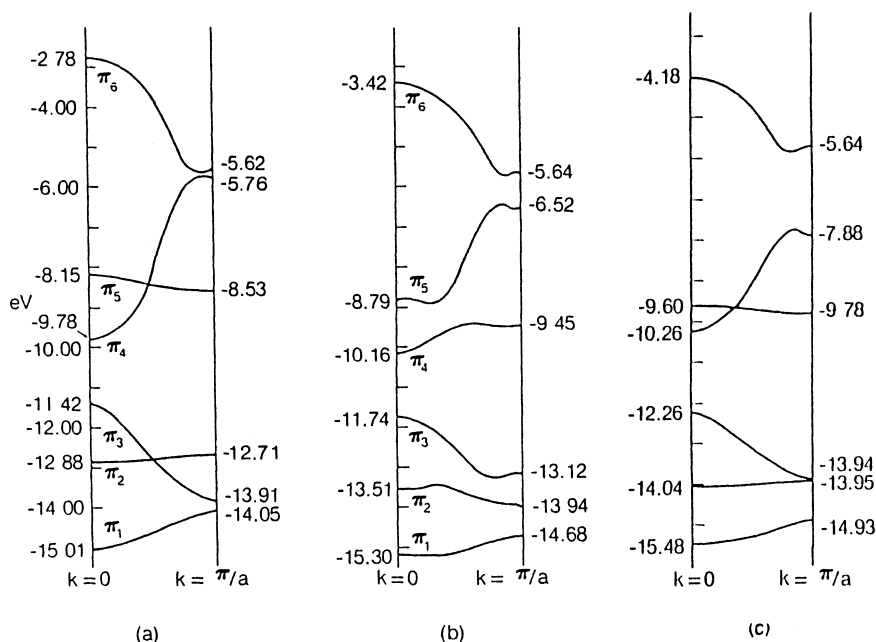 -2 78
π6
-4.00
-5.62
-5.76
-6.00
-8.15
π5
-8.53
eV
-9.78
-10.00
π4
-11 42
-12.00
π3
-12.71
-12 88
π2
-13.91
-14 00
-14.05
π1
-15 01
k = 0
k = π/a
(a)
-3.42
π6
-5.64
-6.52
π5
-8.79
-9 45
-10.16
π4
-11.74
π3
-13.12
-13.51
π2
-13 94
-14.68
π1
-15.30
k = 0
k = π/a
(b)
-4.18
-5.64
-7.88
-9.60
-9 78
-10.26
-12.26
-13.94
-13.95
-14.04
-14.93
-15.48
k = 0
k = π/a
(c)